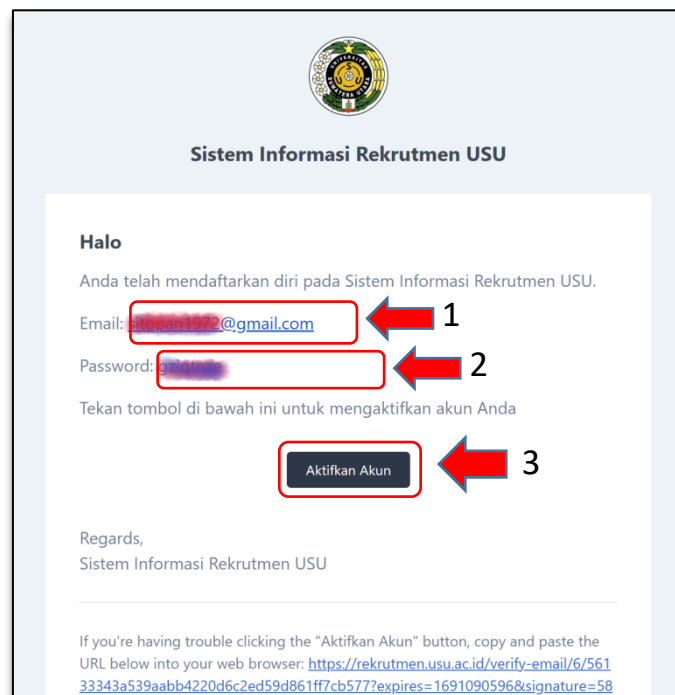 UNIVERSITAS
SUMATERA UTARA
Sistem Informasi Rekrutmen USU
Halo
Anda telah mendaftarkan diri pada Sistem Informasi Rekrutmen USU.
Email: @gmail.com 1
Password: 2
Tekan tombol di bawah ini untuk mengaktifkan akun Anda
Aktifkan Akun 3
Regards,
Sistem Informasi Rekrutmen USU
If you're having trouble clicking the "Aktifkan Akun" button, copy and paste the
URL below into your web browser: https://rekrutmen.usu.ac.id/verify-email/6/561
33343a539aabb4220d6c2ed59d861ff7cb577?expires=1691090596&signature=58